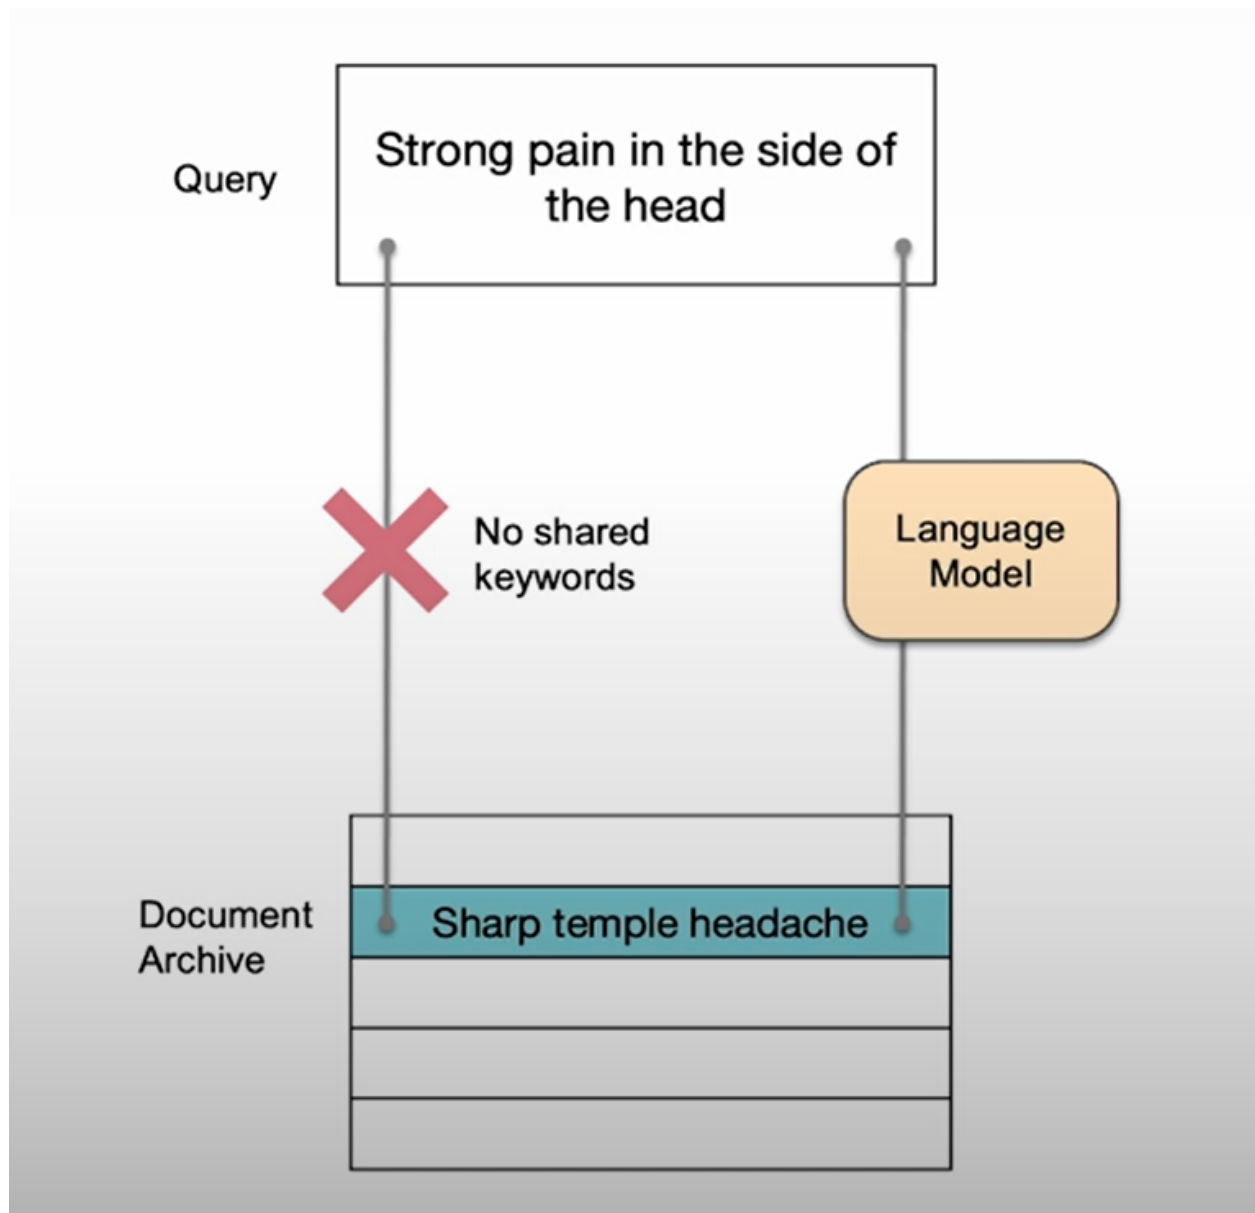 Query
Strong pain in the side of
the head
No shared
keywords
Language
Model
Document
Archive
Sharp temple headache